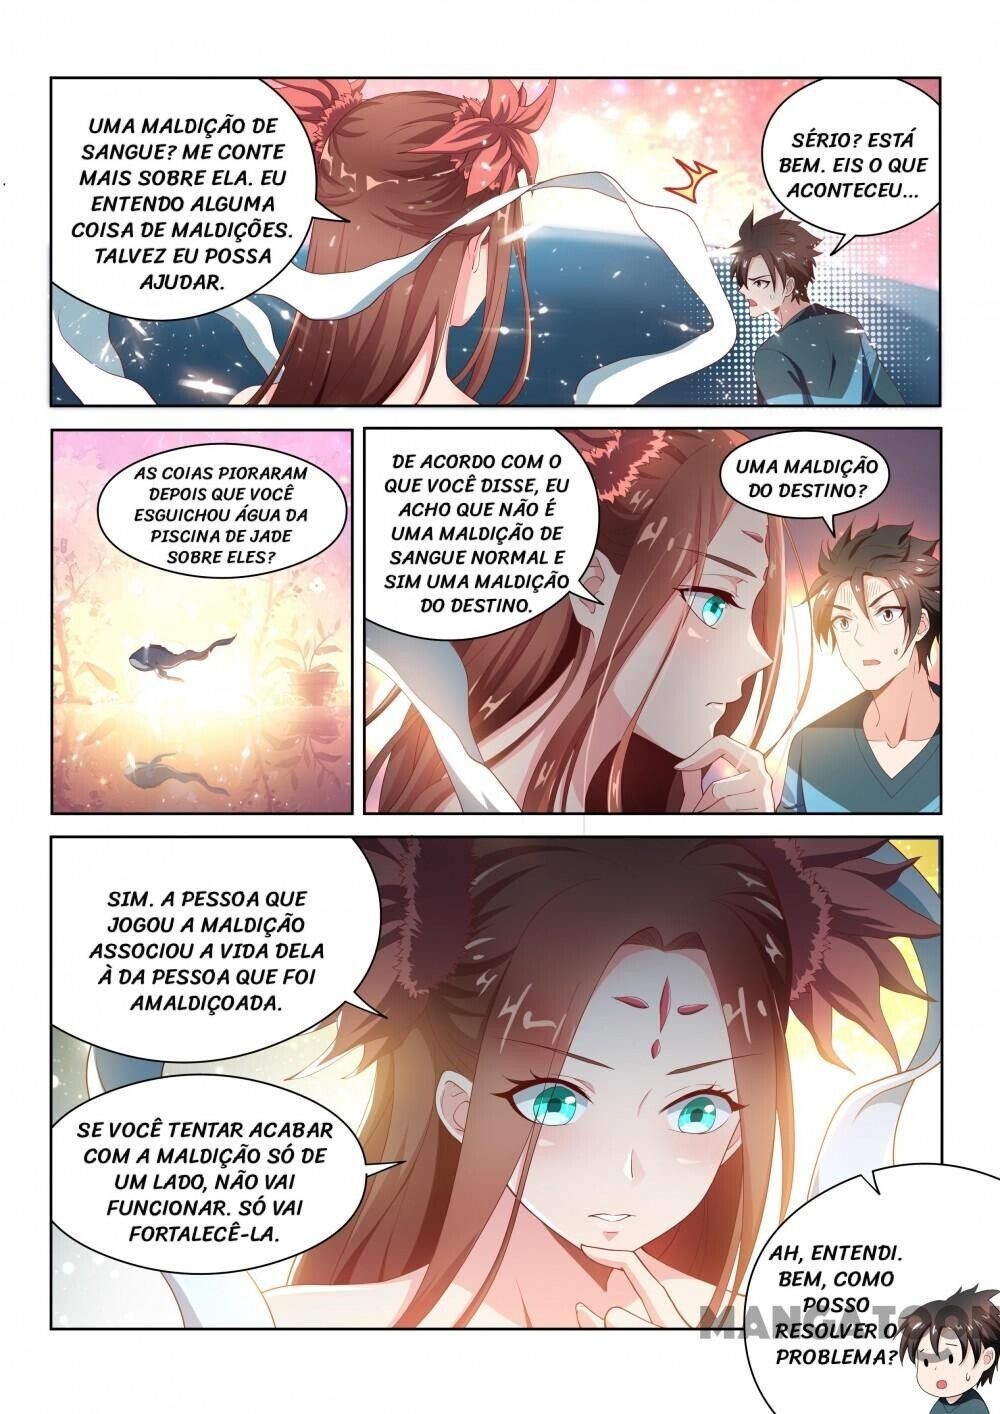 UMA MALDIÇÃO DE
SANGUE? ME CONTE
MAIS SOBRE ELA. EU
ENTENDO ALGUMA
COISA DE MALDIÇÕES.
TALVEZ EU POSSA
AJUDAR.
SÉRIO? ESTÁ
BEM. EIS O QUE
ACONTECEU...
AS COIAS PIORARAM
DEPOIS QUE VOCÊ
ESGUICHOU ÁGUA DA
PISCINA DE JADE
SOBRE ELES?
DE ACORDO COM O
QUE VOCÊ DISSE, EU
ACHO QUE NÃO É
UMA MALDIÇÃO DE
SANGUE NORMAL E
SIM UMA MALDIÇÃO
DO DESTINO.
UMA MALDIÇÃO
DO DESTINO?
SIM. A PESSOA QUE
JOGOU A MALDIÇÃO
ASSOCIOU A VIDA DELA
À DA PESSOA QUE FOI
AMALDIÇOADA.
SE VOCÊ TENTAR ACABAR
COM A MALDIÇÃO SÓ DE
UM LADO, NÃO VAI
FUNCIONAR. SÓ VAI
FORTALECÊ-LA.
AH, ENTENDI.
BEM, COMO
POSSO
RESOLVER O
PROBLEMA?
MANGATOON